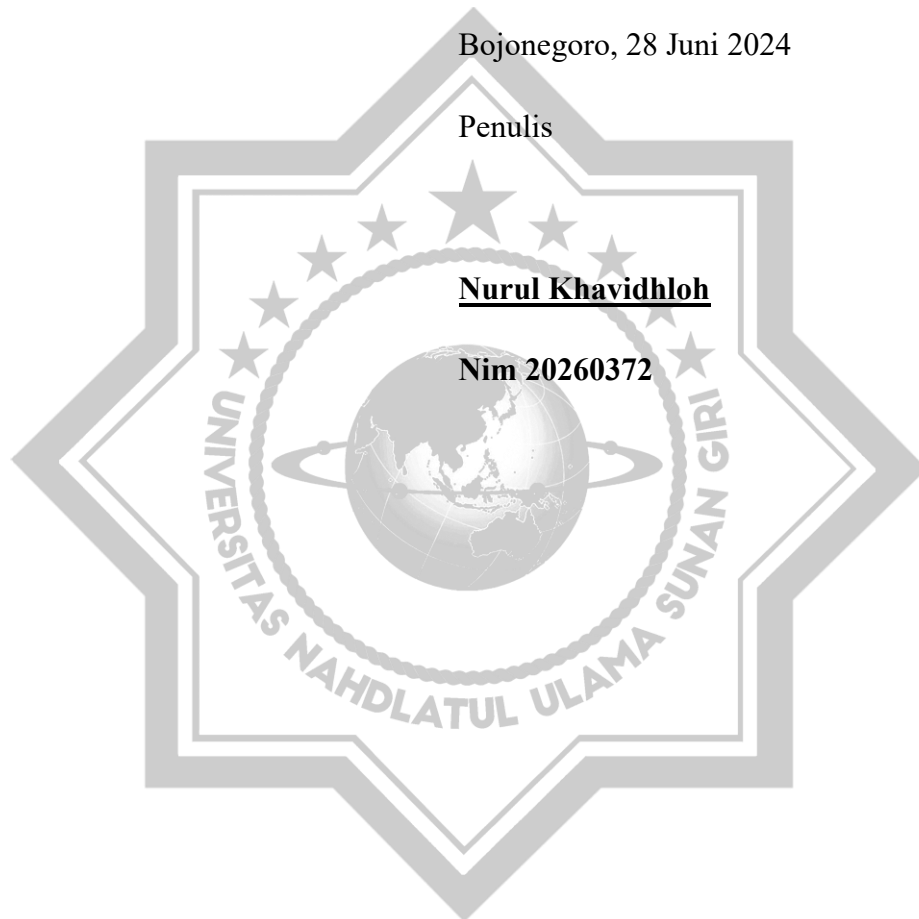 Bojonegoro, 28 Juni 2024
Penulis
Nurul Khavidhloh
Nim 20260372
UNIVERSITAS NAHDLATUL ULAMA SUNAN GIRI